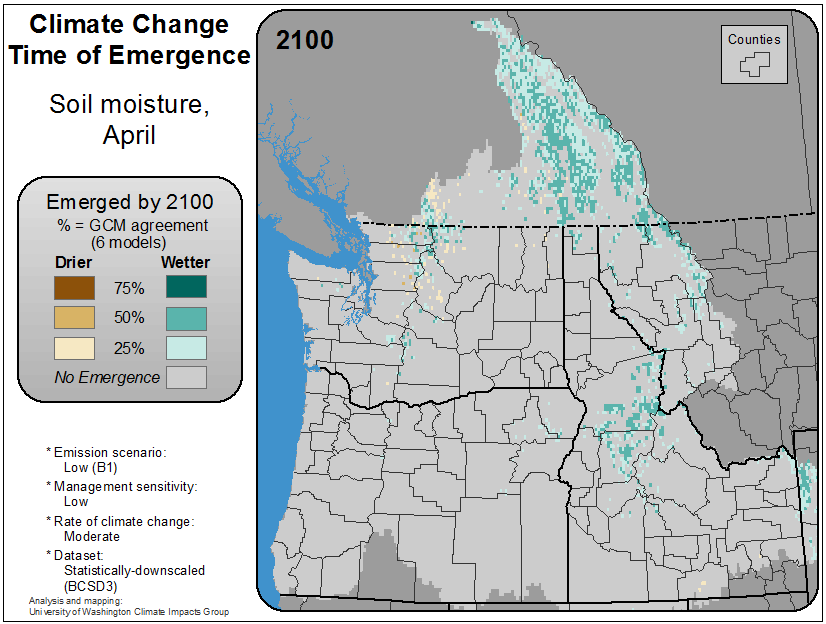 Climate Change
Time of Emergence
Soil moisture,
April
Emerged by 2100
% = GCM agreement
(6 models)
Drier Wetter
75%
50%
25%
No Emergence
* Emission scenario:
Low (B1)
* Management sensitivity:
Low
* Rate of climate change:
Moderate
* Dataset:
Statistically-downscaled
(BCSD3)
Analysis and mapping:
University of Washington Climate Impacts Group
2100
Counties